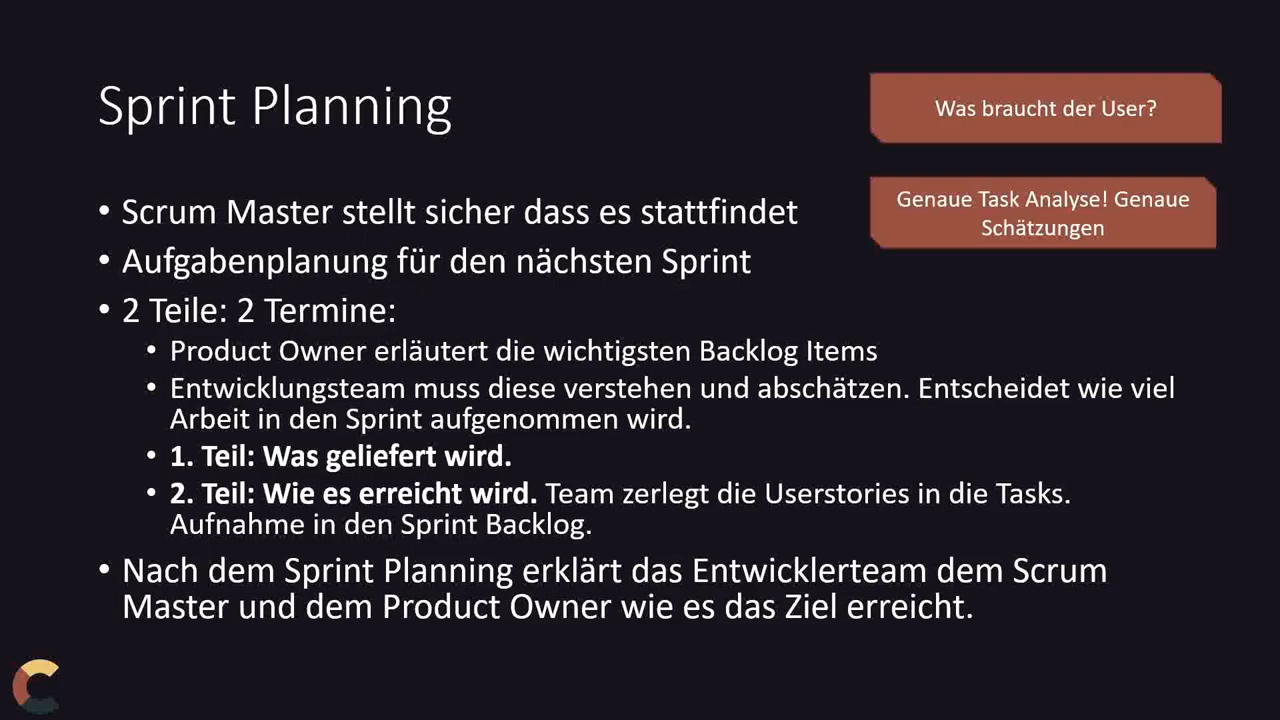 Sprint Planning
Was braucht der User?
Genaue Task Analyse! Genaue
Schätzungen
• Scrum Master stellt sicher dass es stattfindet
• Aufgabenplanung für den nächsten Sprint
• 2 Teile: 2 Termine:
• Product Owner erläutert die wichtigsten Backlog Items
• Entwicklungsteam muss diese verstehen und abschätzen. Entscheidet wie viel
Arbeit in den Sprint aufgenommen wird.
• 1. Teil: Was geliefert wird.
• 2. Teil: Wie es erreicht wird. Team zerlegt die Userstories in die Tasks.
Aufnahme in den Sprint Backlog.
• Nach dem Sprint Planning erklärt das Entwicklerteam dem Scrum
Master und dem Product Owner wie es das Ziel erreicht.